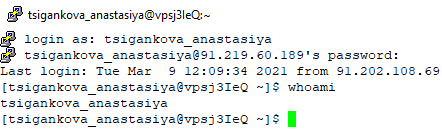 tsigankova_anastasiya@vpsj3IeQ:~
login as: tsigankova_anastasiya
tsigankova_anastasiya@91.219.60.189's password:
Last login: Tue Mar  9 12:09:34 2021 from 91.202.108.69
[tsigankova_anastasiya@vpsj3IeQ ~]$ whoami
tsigankova_anastasiya
[tsigankova_anastasiya@vpsj3IeQ ~]$